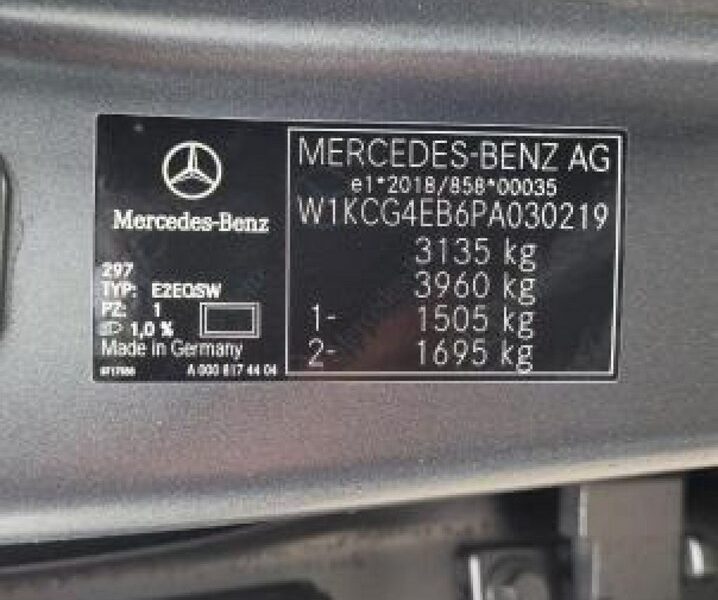 Mercedes-Benz
297
TYP: E2EQSW
PZ: 1
1,0 %
Made in Germany
A 000 817 44 04
MERCEDES-BENZ AG
e1*2018/858*00035
W1KCG4EB6PA030219
3135 kg
3960 kg
1- 1505 kg
2- 1695 kg